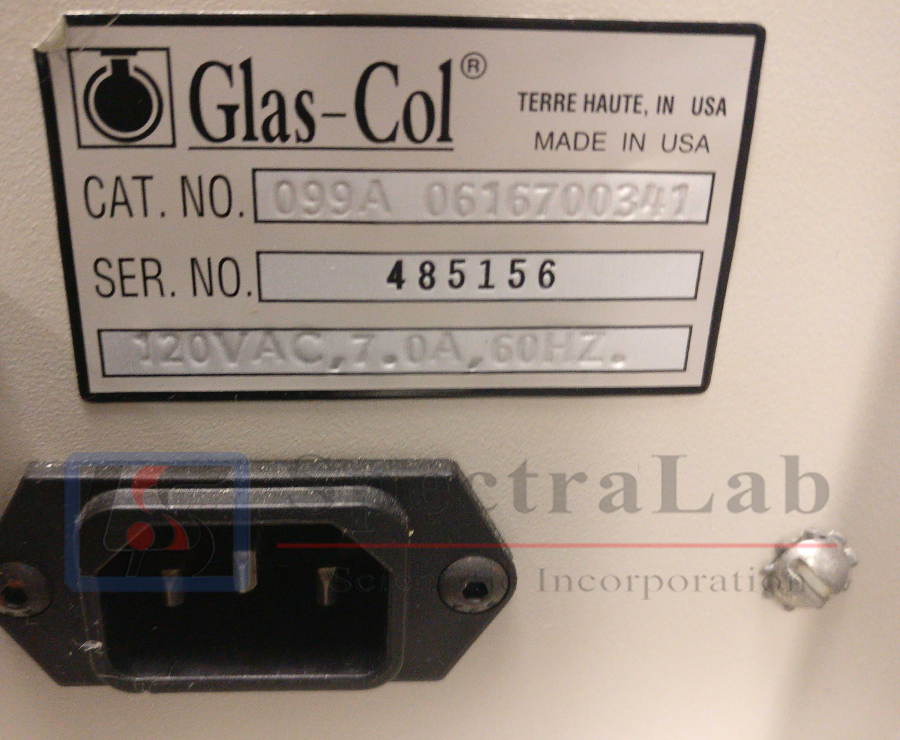 Glas-Col®
TERRE HAUTE, IN USA
MADE IN USA
CAT. NO. 099A 0616700341
SER. NO. 485156
120VAC,7.0A,60HZ.
SpectraLab
Scientific Incorporation